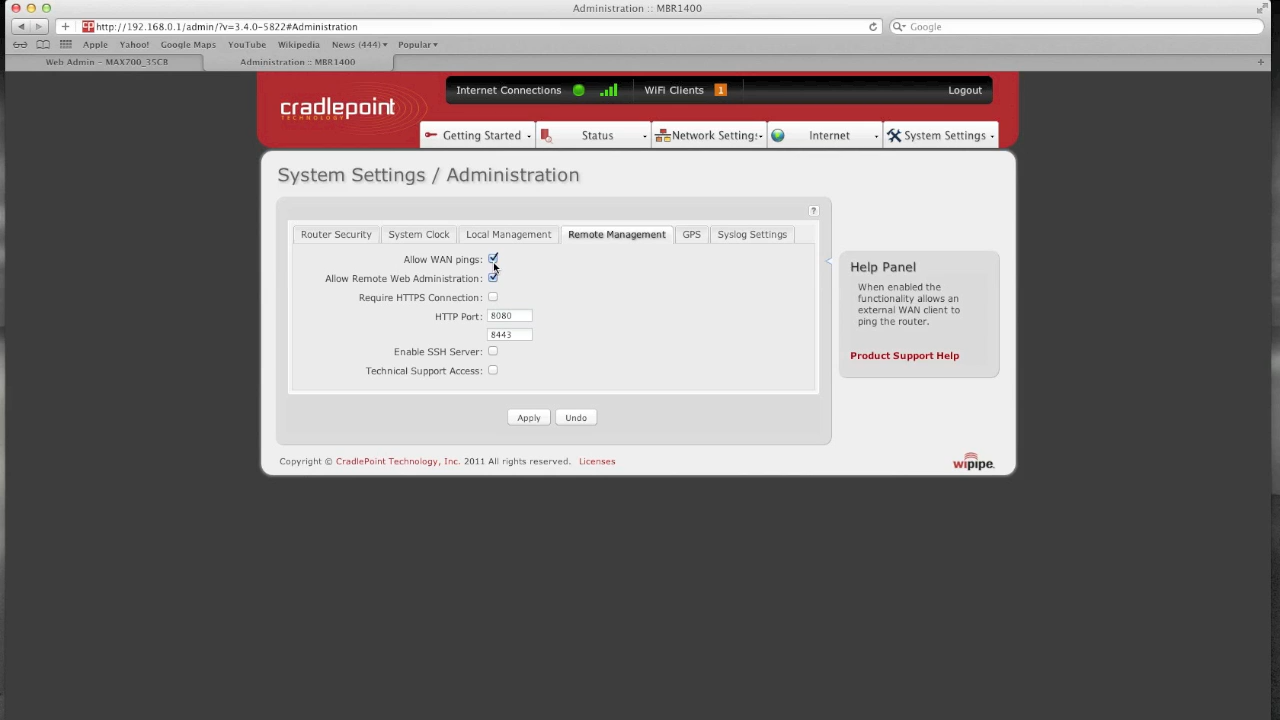 Administration :: MBR1400
http://192.168.0.1/admin/?v=3.4.0-5822#Administration
Google
Apple Yahoo! Google Maps YouTube Wikipedia News (444)▾ Popular▾
Web Admin - MAX700_35CB Administration :: MBR1400
Internet Connections WiFi Clients 1 Logout
cradlepoint
TECHNOLOGY
Getting Started Status Network Settings Internet System Settings
System Settings / Administration
?
Router Security System Clock Local Management Remote Management GPS Syslog Settings
Allow WAN pings:
Allow Remote Web Administration:
Require HTTPS Connection:
HTTP Port: 8080
8443
Enable SSH Server:
Technical Support Access:
Apply Undo
Help Panel
When enabled the
functionality allows an
external WAN client to
ping the router.
Product Support Help
Copyright © CradlePoint Technology, Inc. 2011 All rights reserved. Licenses
wipipe.